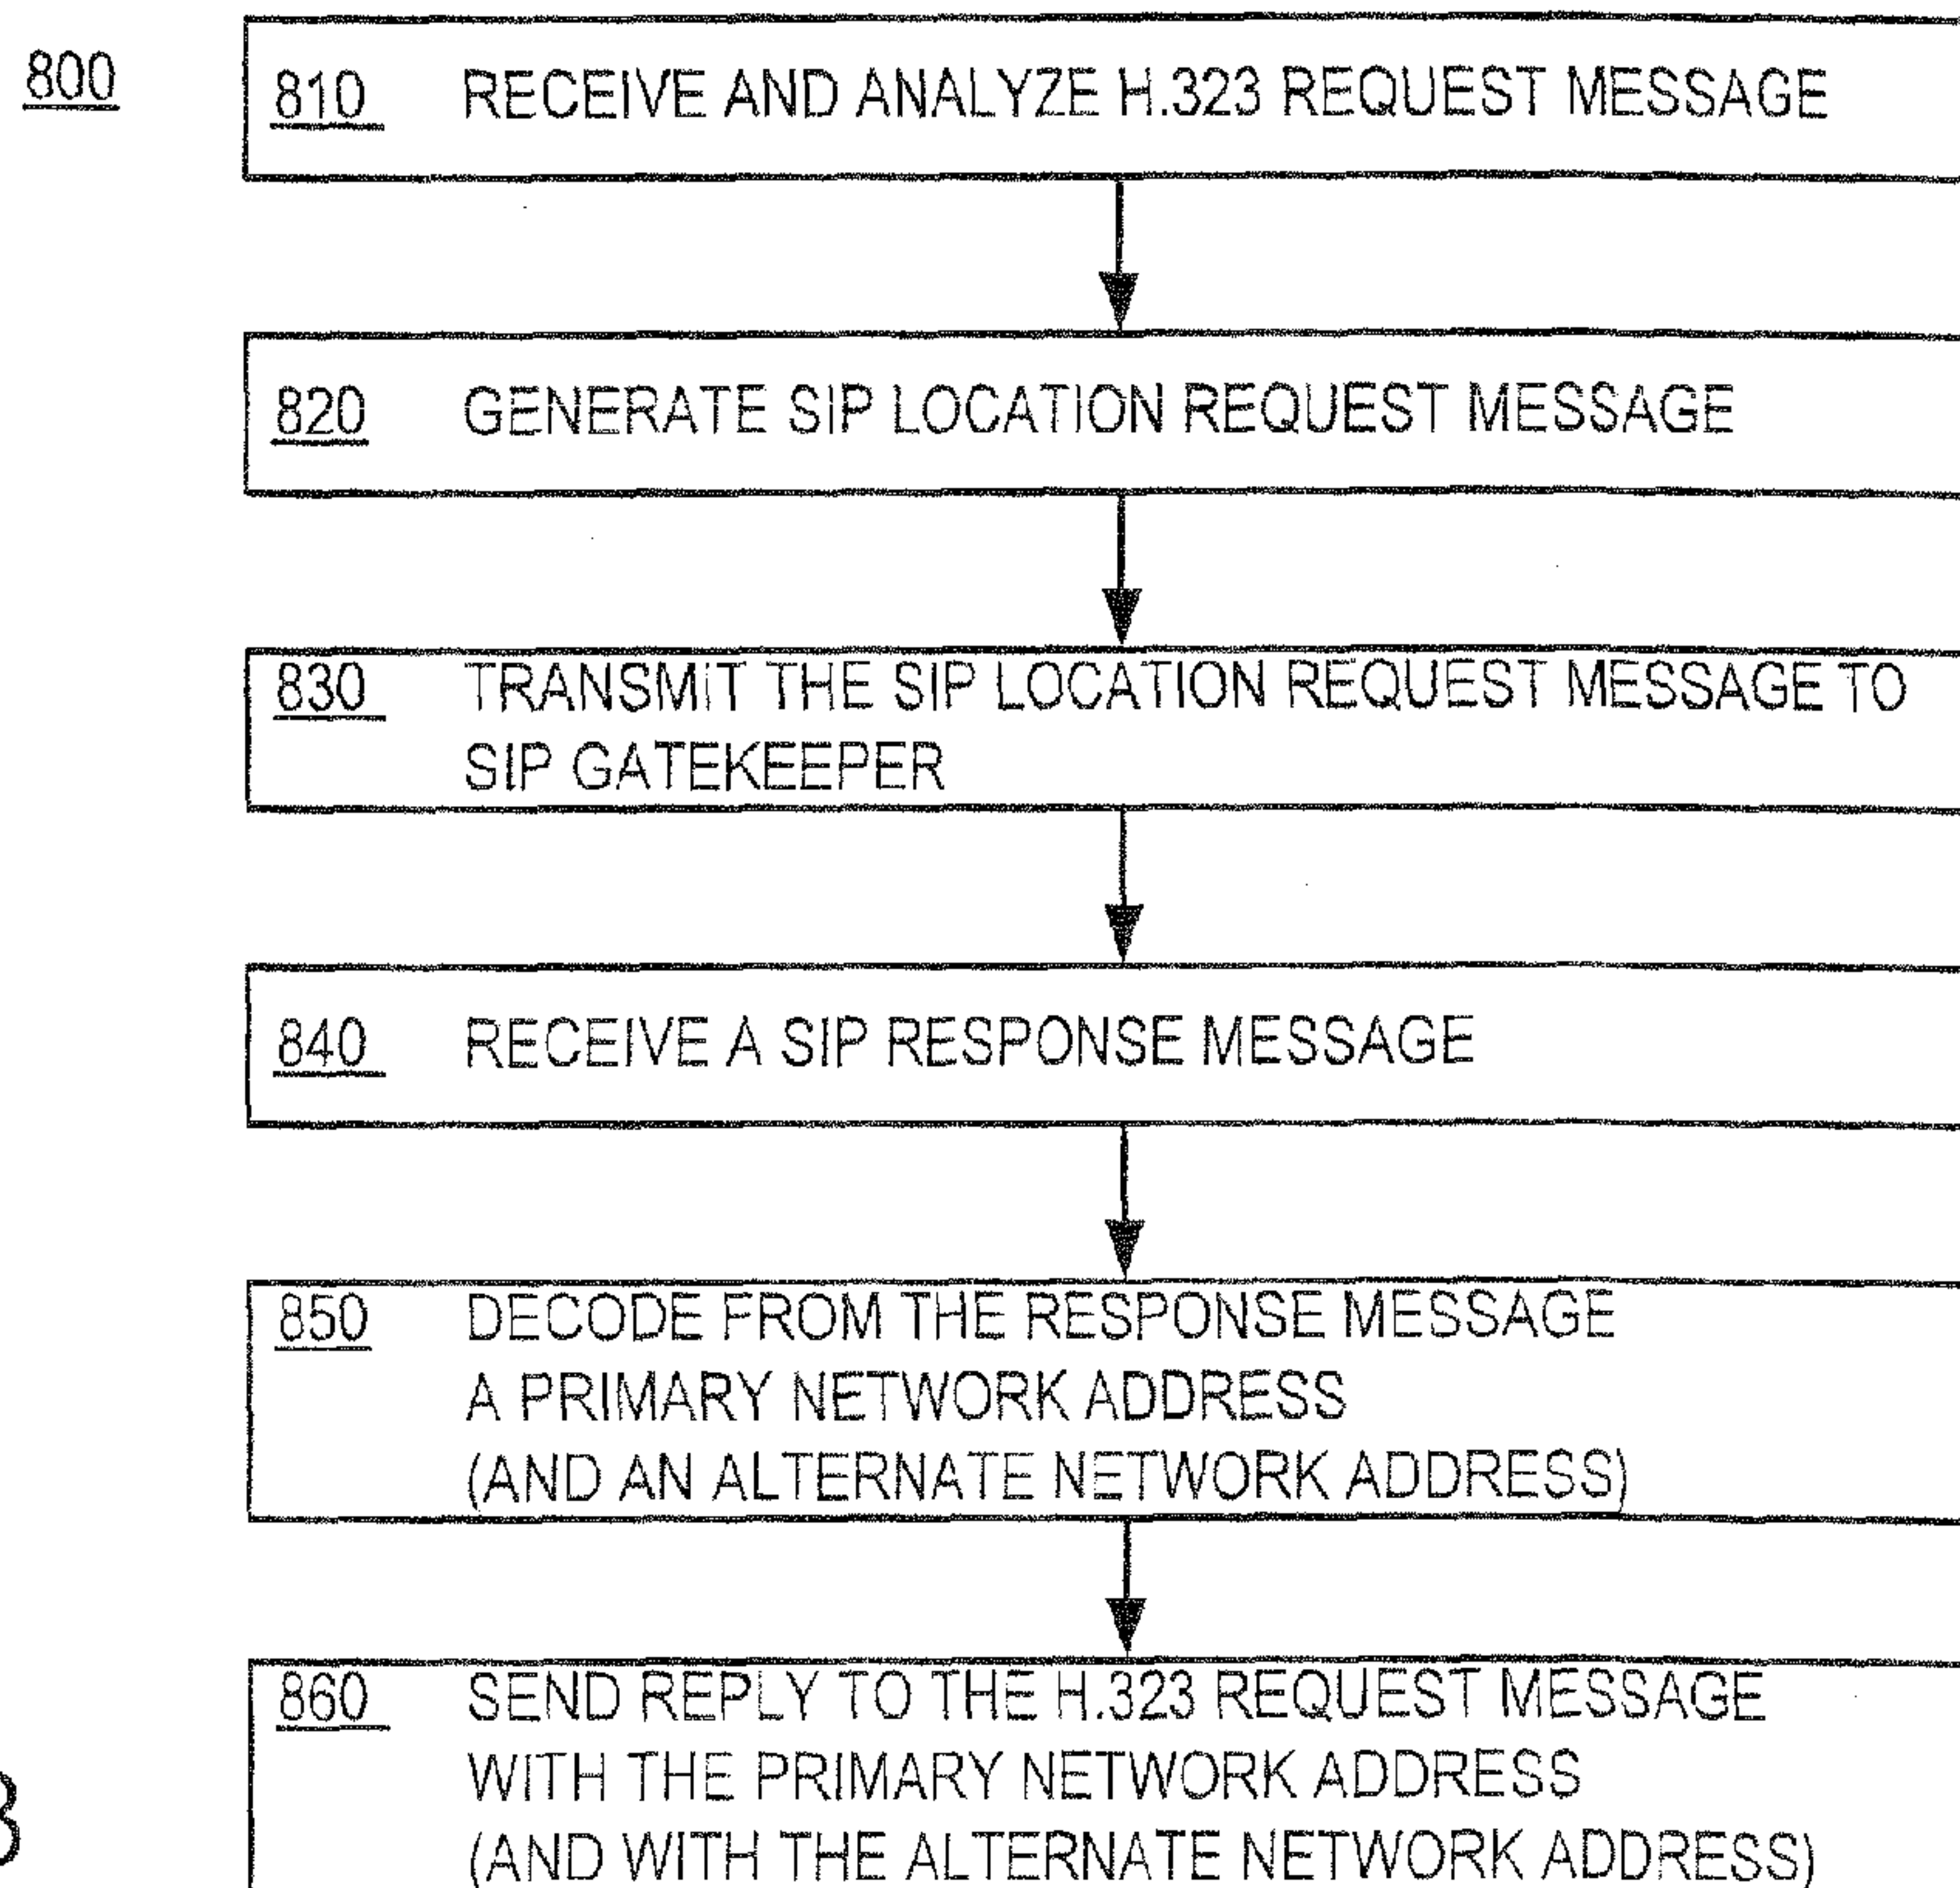 800
810 RECEIVE AND ANALYZE H.323 REQUEST MESSAGE
820 GENERATE SIP LOCATION REQUEST MESSAGE
830 TRANSMIT THE SIP LOCATION REQUEST MESSAGE TO
SIP GATEKEEPER
840 RECEIVE A SIP RESPONSE MESSAGE
850 DECODE FROM THE RESPONSE MESSAGE
A PRIMARY NETWORK ADDRESS
(AND AN ALTERNATE NETWORK ADDRESS)
860 SEND REPLY TO THE H.323 REQUEST MESSAGE
WITH THE PRIMARY NETWORK ADDRESS
(AND WITH THE ALTERNATE NETWORK ADDRESS)